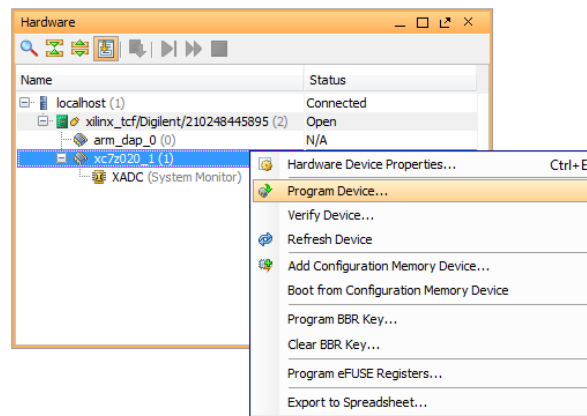 Hardware
Name Status
localhost (1) Connected
xilinx_tcf/Digilent/210248445895 (2) Open
arm_dap_0 (0) N/A
xc7z020_1 (1)
XADC (System Monitor)
Hardware Device Properties... Ctrl+E
Program Device...
Verify Device...
Refresh Device
Add Configuration Memory Device...
Boot from Configuration Memory Device
Program BBR Key...
Clear BBR Key...
Program eFUSE Registers...
Export to Spreadsheet...